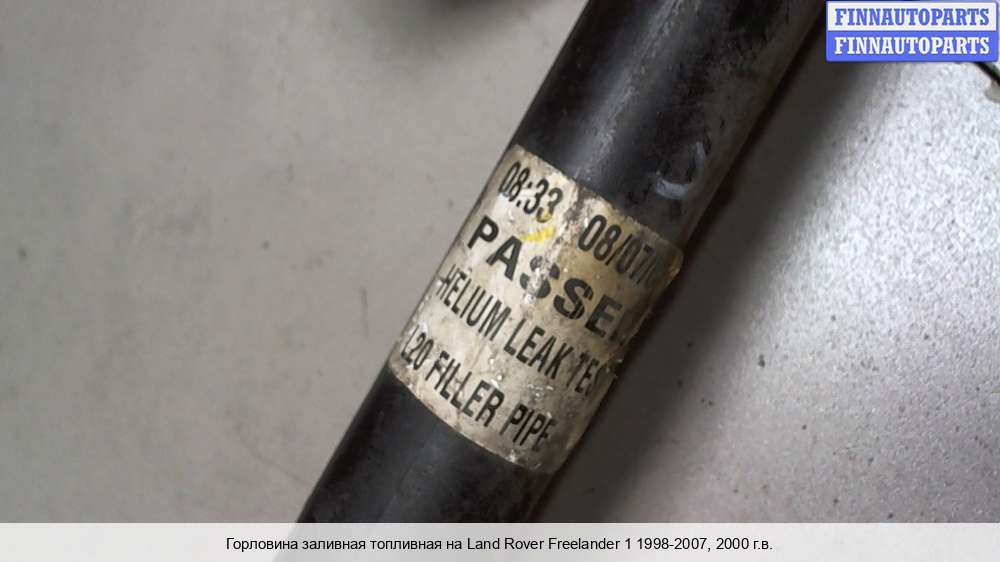 FINNAUTOPARTS
FINNAUTOPARTS
08:33 08/07/
PASSE
HELIUM LEAK TES
L20 FILLER PIPE
Горловина заливная топливная на Land Rover Freelander 1 1998-2007, 2000 г.в.